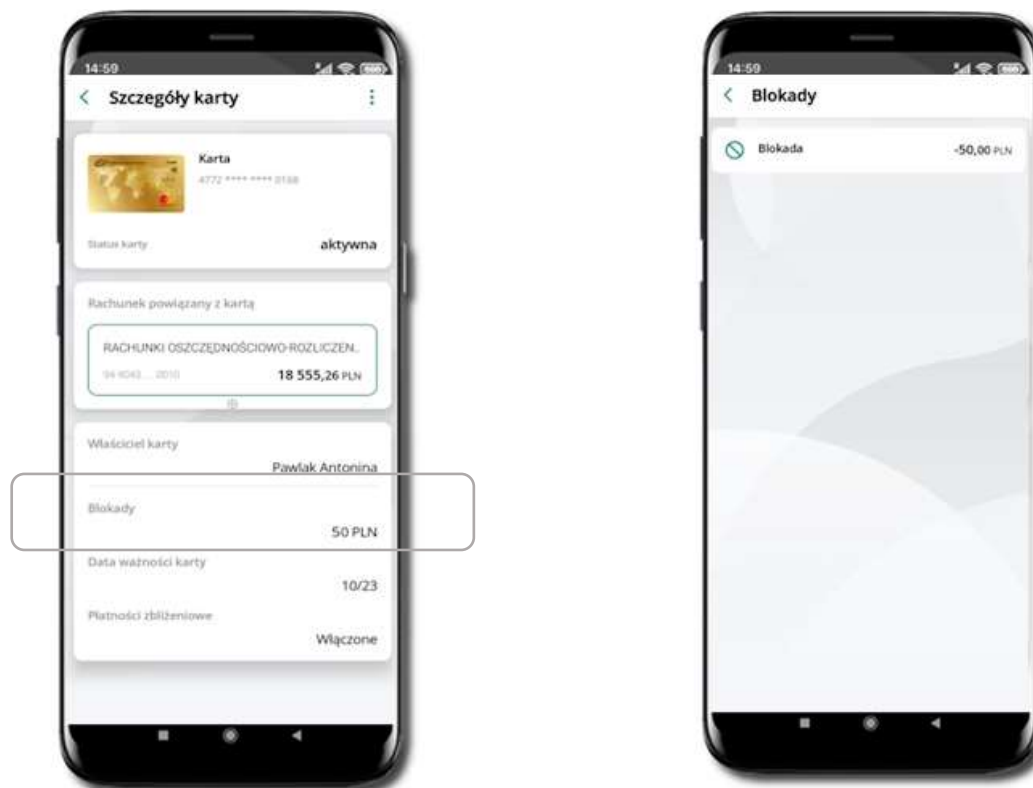 14:59
Szczegóły karty
Karta
4772 **** **** 0188
Status karty
aktywna
Rachunek powiązany z kartą
RACHUNKI OSZCZĘDNOŚCIOWO-ROZLICZEN..
18 555,26 PLN
Właściciel karty
Pawlak Antonina
Blokady
50 PLN
Data ważności karty
10/23
Płatności zbliżeniowe
Włączone
14:59
Blokady
Blokada
-50,00 PLN